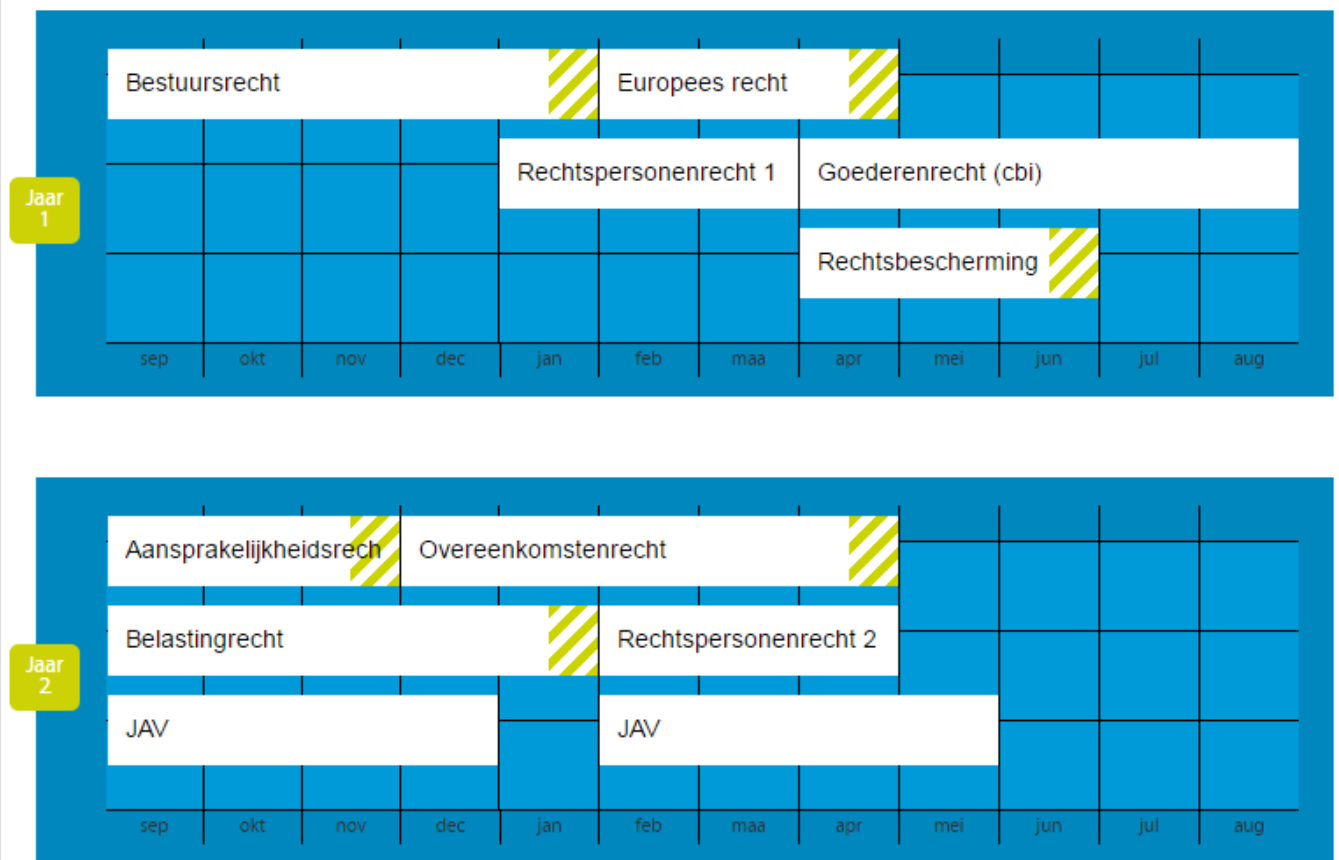 Bestuursrecht
Europees recht
Rechtspersonenrecht 1
Goederenrecht (cbi)
Jaar
1
Rechtsbescherming
sep okt nov dec jan feb maa apr mei jun jul aug
Aansprakelijkheidsrech
Overeenkomstenrecht
Belastingrecht
Rechtspersonenrecht 2
Jaar
2
JAV
JAV
sep okt nov dec jan feb maa apr mei jun jul aug